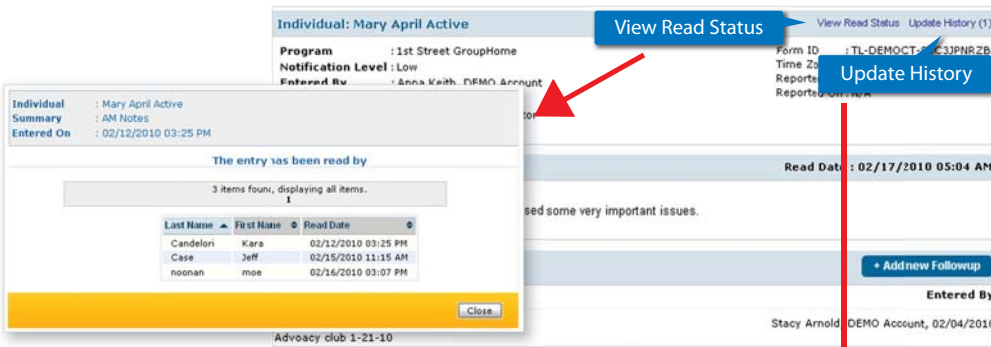 Individual: Mary April Active
View Read Status
View Read Status Update History (1)
Update History
Program : 1st Street GroupHome
Notification Level : Low
Entered By : Anna Keith, DEMO Account
Form ID
Time
Reported
Reported On : N/A
Individual : Mary April Active
Summary : AM Notes
Entered On : 02/12/2010 03:25 PM
The entry has been read by
3 items found, displaying all items.
1
Last Name First Name Read Date
Candelori Kara 02/12/2010 03:25 PM
Case Jeff 02/15/2010 11:15 AM
noonan moe 02/16/2010 03:07 PM
Close
Read Date : 02/17/2010 05:04 AM
sed some very important issues.
+ Add new Followup
Entered By
Stacy Arnold, DEMO Account, 02/04/2010
Advoacy club 1-21-10